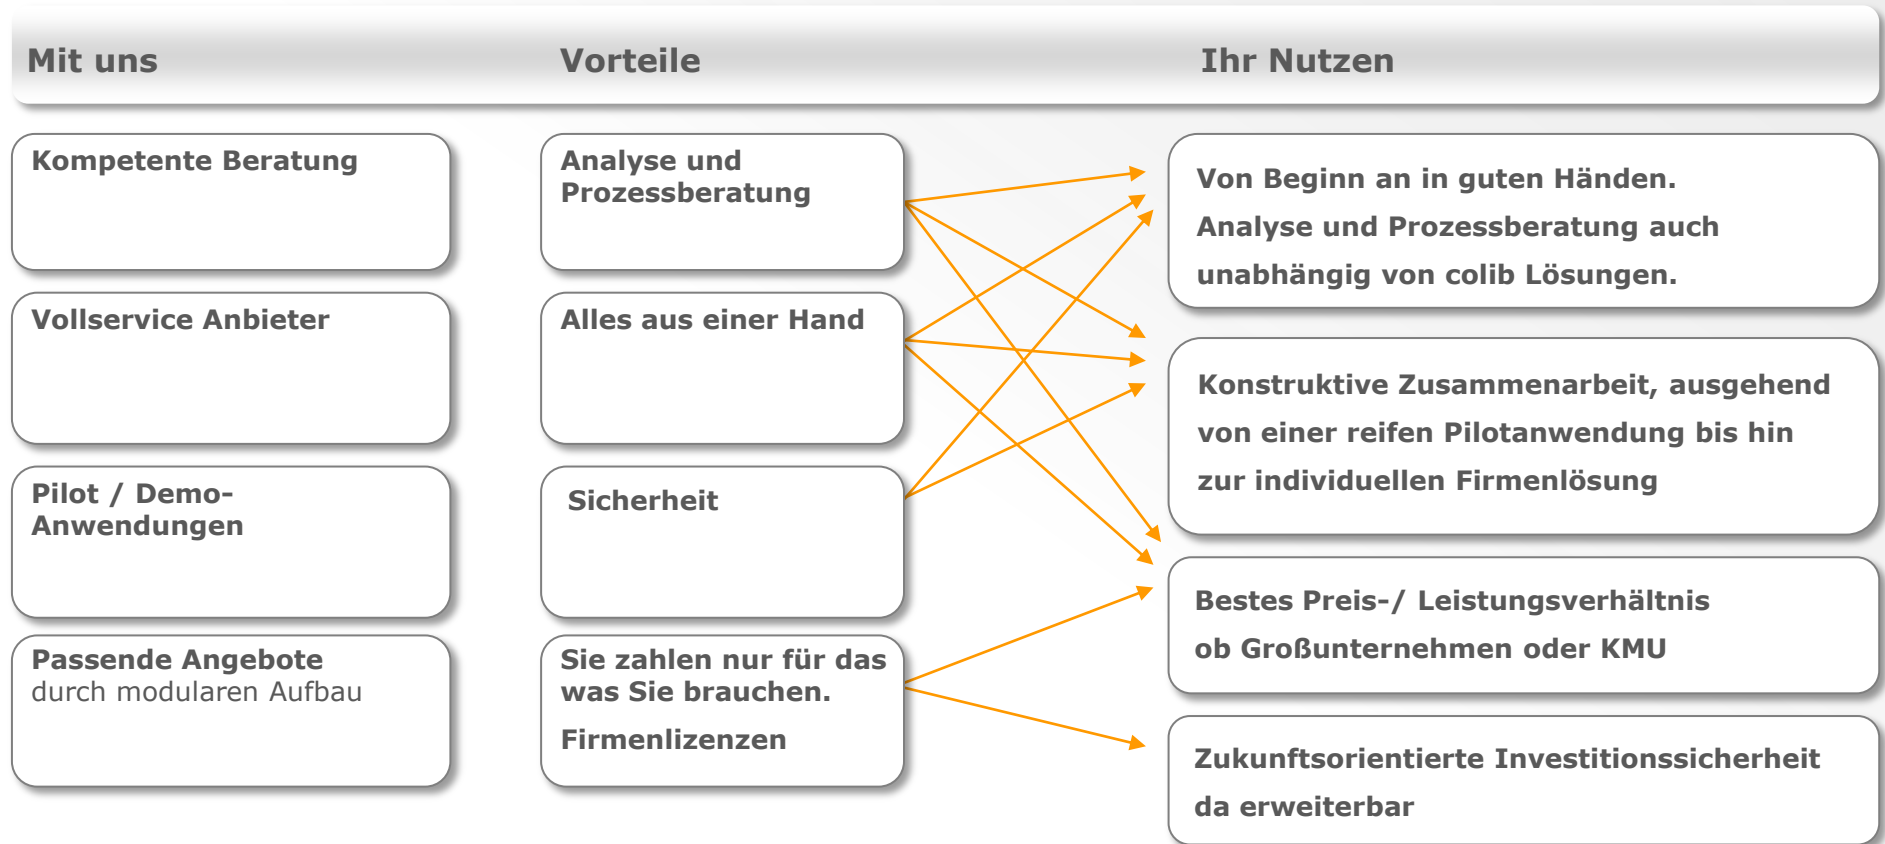 Mit uns
Vorteile
Ihr Nutzen
Kompetente Beratung
Vollservice Anbieter
Pilot / Demo-
Anwendungen
Passende Angebote
durch modularen Aufbau
Analyse und
Prozessberatung
Alles aus einer Hand
Sicherheit
Sie zahlen nur für das
was Sie brauchen.
Firmenlizenzen
Von Beginn an in guten Händen.
Analyse und Prozessberatung auch
unabhängig von colib Lösungen.
Konstruktive Zusammenarbeit, ausgehend
von einer reifen Pilotanwendung bis hin
zur individuellen Firmenlösung
Bestes Preis-/ Leistungsverhältnis
ob Großunternehmen oder KMU
Zukunftsorientierte Investitionssicherheit
da erweiterbar